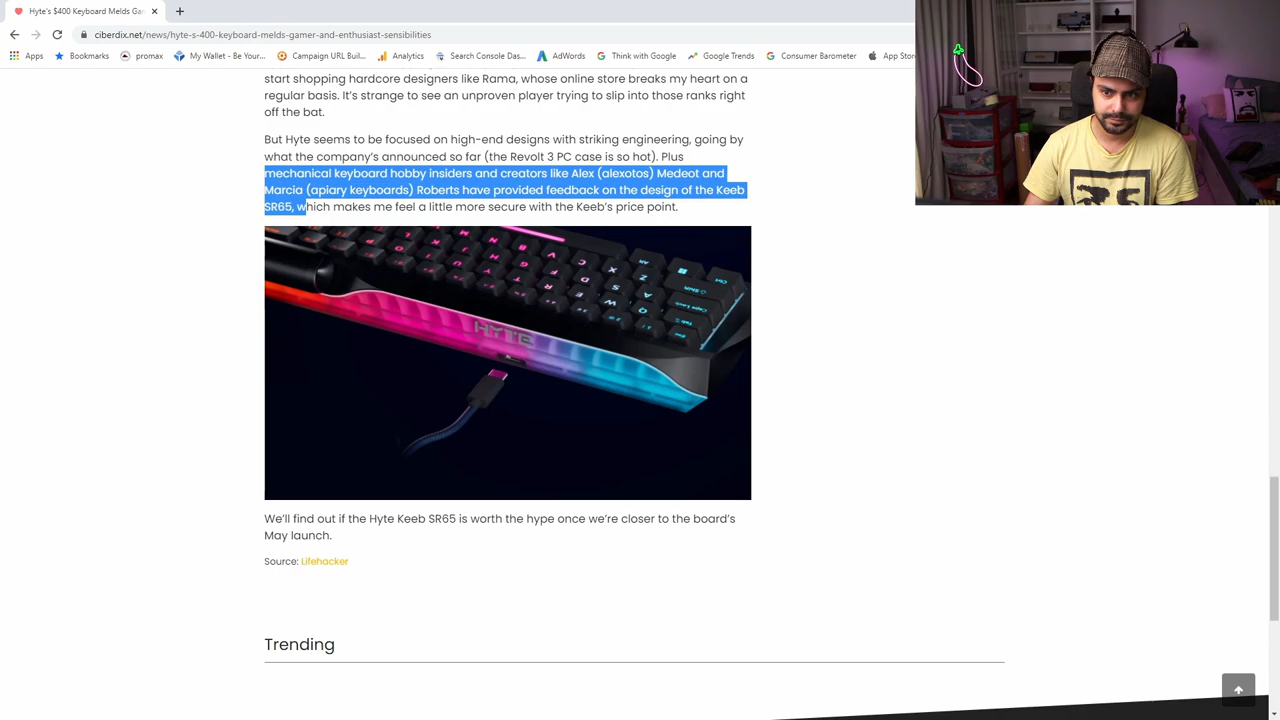 Hyte's $400 Keyboard Melds Ga
ciberdix.net/news/hyte-s-400-keyboard-melds-gamer-and-enthusiast-sensibilities
Apps Bookmarks promax My Wallet - Be Your... Campaign URL Buil... Analytics Search Console Das... AdWords Think with Google Google Trends Consumer Barometer App Store
start shopping hardcore designers like Rama, whose online store breaks my heart on a
regular basis. It's strange to see an unproven player trying to slip into those ranks right
off the bat.
But Hyte seems to be focused on high-end designs with striking engineering, going by
what the company's announced so far (the Revolt 3 PC case is so hot). Plus
mechanical keyboard hobby insiders and creators like Alex (alexotos) Medeot and
Marcia (apiary keyboards) Roberts have provided feedback on the design of the Keeb
SR65, which makes me feel a little more secure with the Keeb's price point.
HYTE
We'll find out if the Hyte Keeb SR65 is worth the hype once we're closer to the board's
May launch.
Source: Lifehacker
Trending